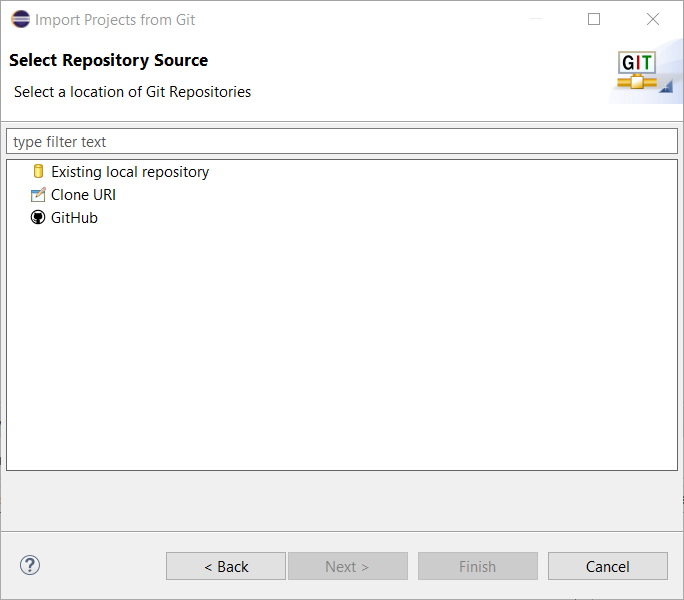 Import Projects from Git
Select Repository Source
Select a location of Git Repositories
GIT
type filter text
Existing local repository
Clone URI
GitHub
?
< Back
Next >
Finish
Cancel